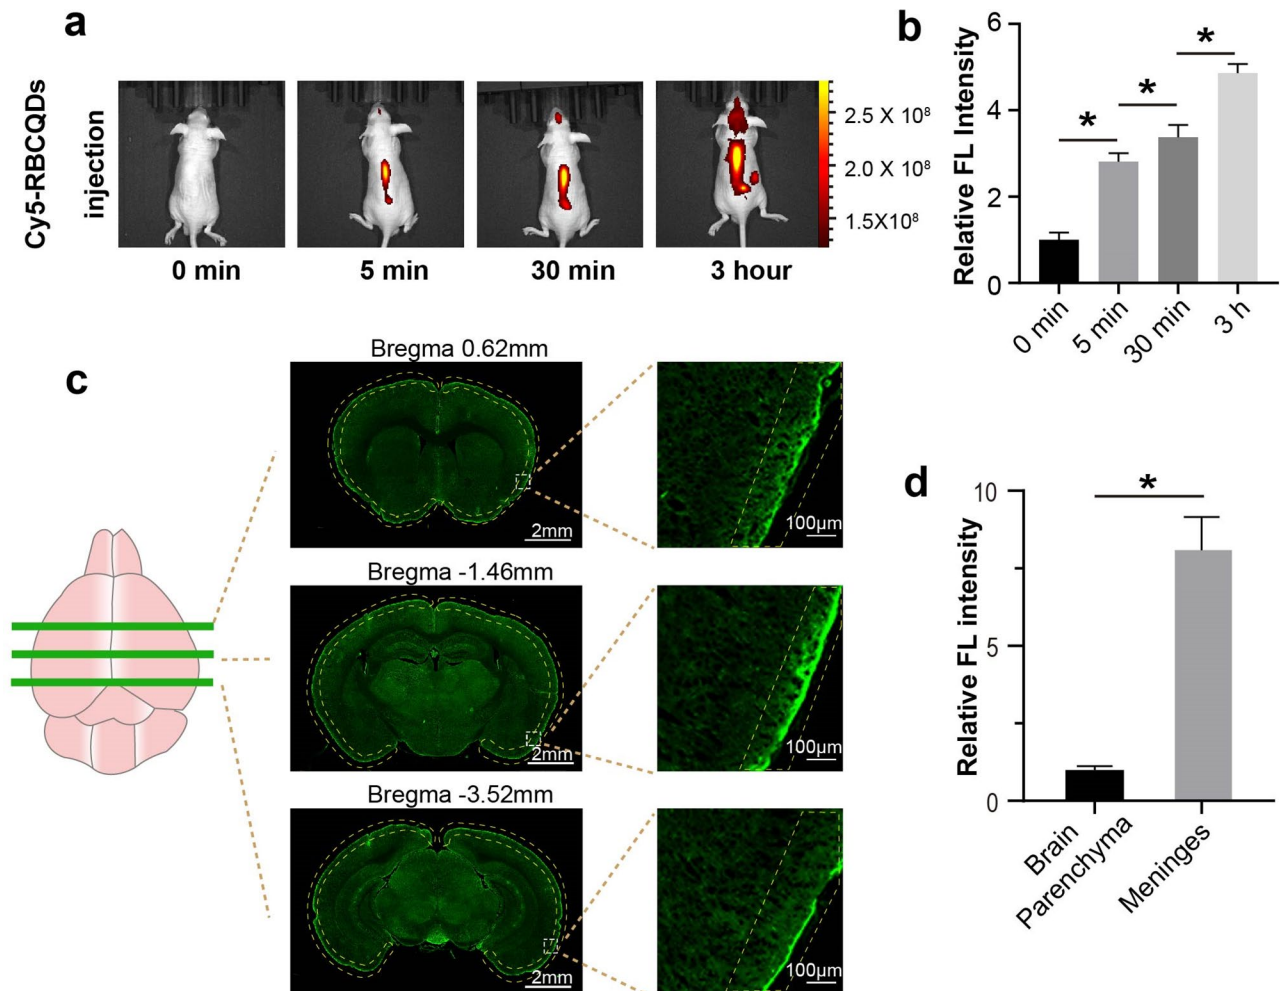 a
Cy5-RBCQDs
injection
2.5 X 10⁸
2.0 X 10⁸
1.5X10⁸
0 min
5 min
30 min
3 hour
b
Relative FL Intensity
6
4
2
0
*
*
*
0 min
5 min
30 min
3 h
c
Bregma 0.62mm
2mm
100μm
Bregma -1.46mm
2mm
100μm
Bregma -3.52mm
2mm
100μm
d
Relative FL intensity
10
5
0
*
Brain
Parenchyma
Meninges